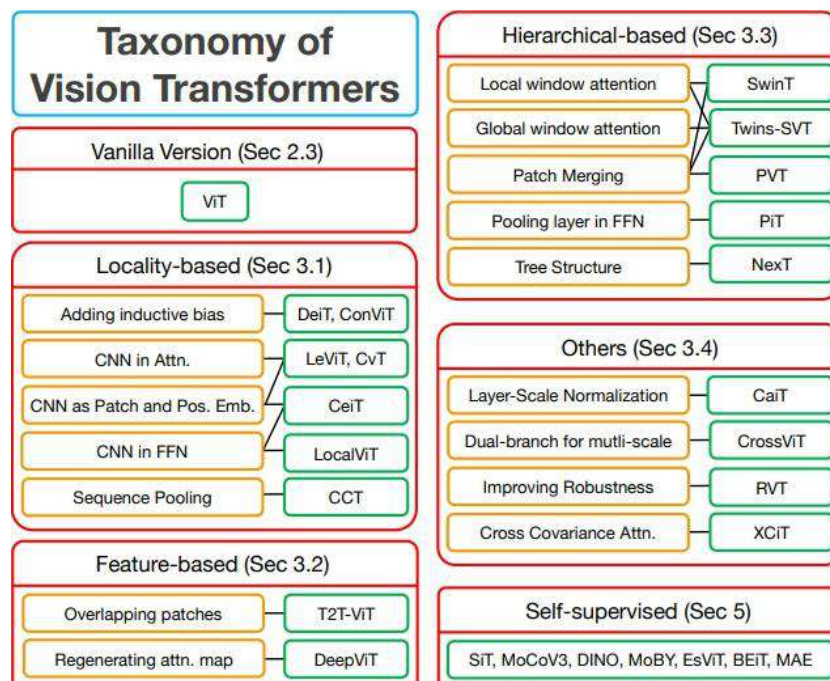 Taxonomy of
Vision Transformers
Vanilla Version (Sec 2.3)
ViT
Locality-based (Sec 3.1)
Adding inductive bias
DeiT, ConViT
CNN in Attn.
LeViT, CvT
CNN as Patch and Pos. Emb.
CeiT
CNN in FFN
LocalViT
Sequence Pooling
CCT
Feature-based (Sec 3.2)
Overlapping patches
T2T-ViT
Regenerating attn. map
DeepViT
Hierarchical-based (Sec 3.3)
Local window attention
SwinT
Global window attention
Twins-SVT
Patch Merging
PVT
Pooling layer in FFN
PiT
Tree Structure
NexT
Others (Sec 3.4)
Layer-Scale Normalization
CaiT
Dual-branch for mutli-scale
CrossViT
Improving Robustness
RVT
Cross Covariance Attn.
XCiT
Self-supervised (Sec 5)
SiT, MoCoV3, DINO, MoBY, EsViT, BEiT, MAE